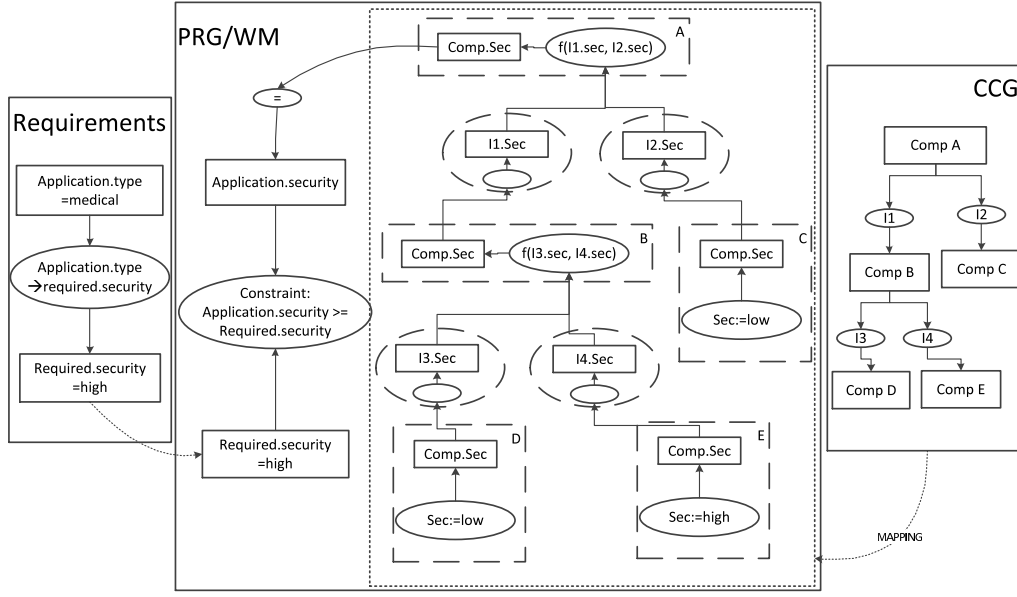 Requirements
Application.type
=medical
Application.type
→required.security
Required.security
=high
PRG/WM
=
Application.security
Constraint:
Application.security >=
Required.security
Required.security
=high
A
Comp.Sec
f(I1.sec, I2.sec)
I1.Sec
I2.Sec
B
Comp.Sec
f(I3.sec, I4.sec)
C
Comp.Sec
Sec:=low
I3.Sec
I4.Sec
D
Comp.Sec
Sec:=low
E
Comp.Sec
Sec:=high
CCG
Comp A
I1
I2
Comp B
Comp C
I3
I4
Comp D
Comp E
MAPPING